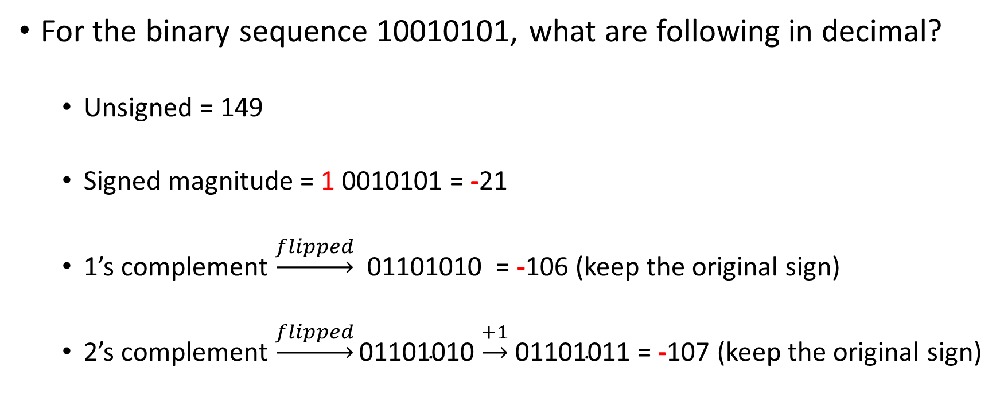 • For the binary sequence 10010101, what are following in decimal?
• Unsigned = 149
• Signed magnitude = 1 0010101 = -21
• 1’s complement \xrightarrow{flipped} 01101010 = -106 (keep the original sign)
• 2’s complement \xrightarrow{flipped} 01101010 \xrightarrow{+1} 01101011 = -107 (keep the original sign)